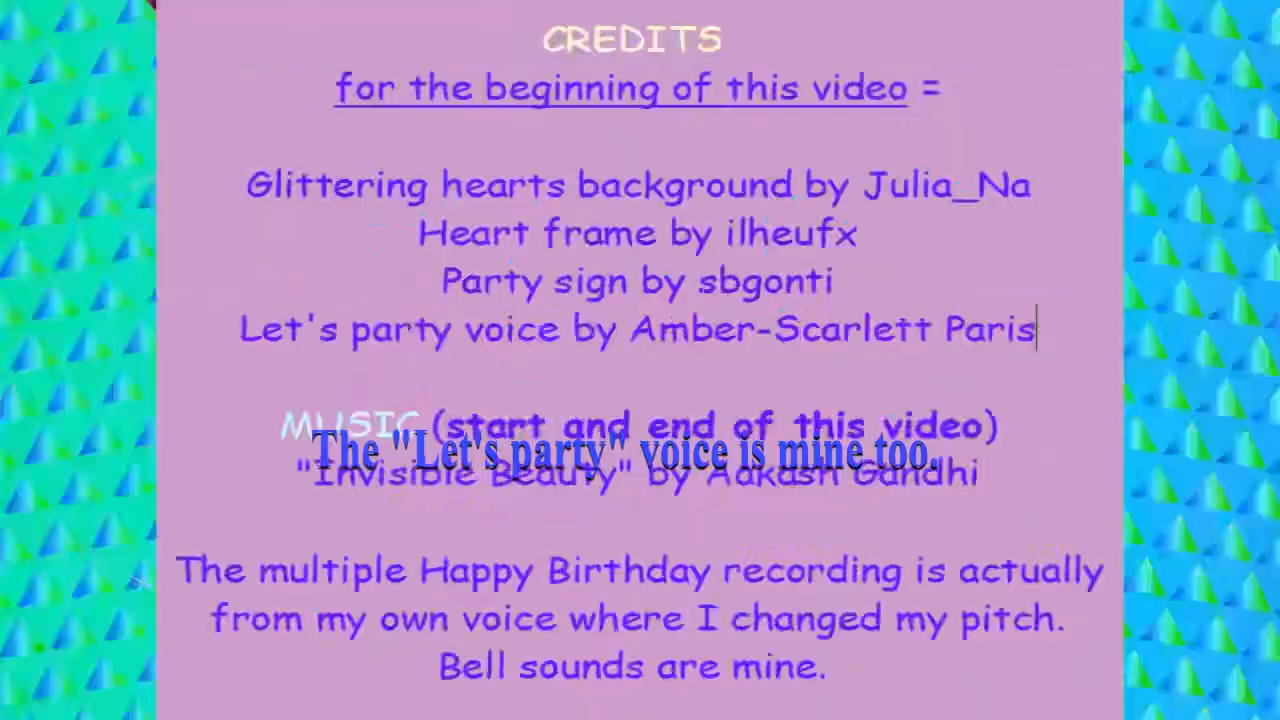 CREDITS
for the beginning of this video =
Glittering hearts background by Julia_Na
Heart frame by ilheufx
Party sign by sbgonti
Let's party voice by Amber-Scarlett Paris
MUSIC (start and end of this video)
The "Let's party" voice is mine too.
"Invisible Beauty" by Aakash Gandhi
The multiple Happy Birthday recording is actually
from my own voice where I changed my pitch.
Bell sounds are mine.